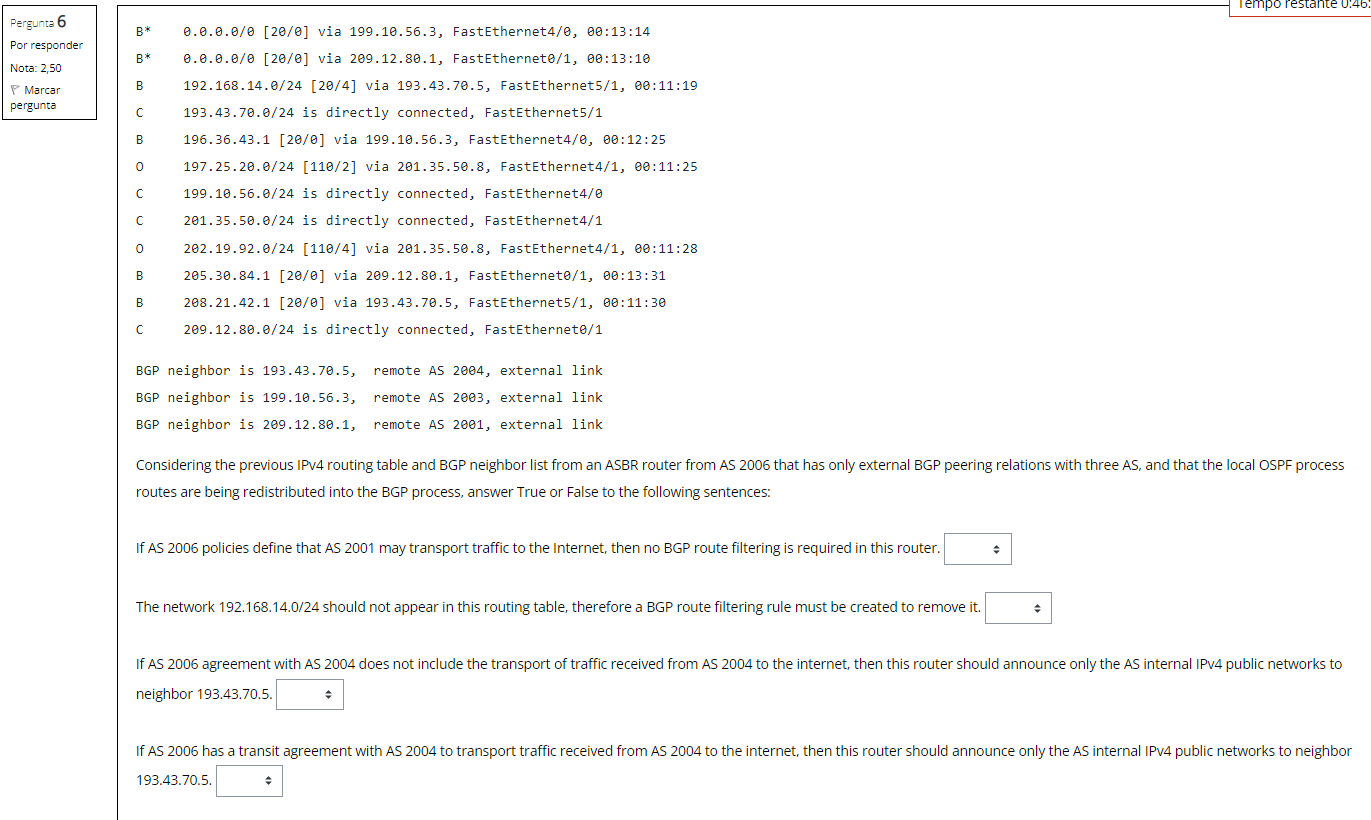 Tempo restante 0:46:
Pergunta 6
Por responder
Nota: 2,50
Marcar
pergunta
B* 0.0.0.0/0 [20/0] via 199.10.56.3, FastEthernet4/0, 00:13:14
B* 0.0.0.0/0 [20/0] via 209.12.80.1, FastEthernet0/1, 00:13:10
B 192.168.14.0/24 [20/4] via 193.43.70.5, FastEthernet5/1, 00:11:19
C 193.43.70.0/24 is directly connected, FastEthernet5/1
B 196.36.43.1 [20/0] via 199.10.56.3, FastEthernet4/0, 00:12:25
O 197.25.20.0/24 [110/2] via 201.35.50.8, FastEthernet4/1, 00:11:25
C 199.10.56.0/24 is directly connected, FastEthernet4/0
C 201.35.50.0/24 is directly connected, FastEthernet4/1
O 202.19.92.0/24 [110/4] via 201.35.50.8, FastEthernet4/1, 00:11:28
B 205.30.84.1 [20/0] via 209.12.80.1, FastEthernet0/1, 00:13:31
B 208.21.42.1 [20/0] via 193.43.70.5, FastEthernet5/1, 00:11:30
C 209.12.80.0/24 is directly connected, FastEthernet0/1
BGP neighbor is 193.43.70.5, remote AS 2004, external link
BGP neighbor is 199.10.56.3, remote AS 2003, external link
BGP neighbor is 209.12.80.1, remote AS 2001, external link
Considering the previous IPv4 routing table and BGP neighbor list from an ASBR router from AS 2006 that has only external BGP peering relations with three AS, and that the local OSPF process
routes are being redistributed into the BGP process, answer True or False to the following sentences:
If AS 2006 policies define that AS 2001 may transport traffic to the Internet, then no BGP route filtering is required in this router.
The network 192.168.14.0/24 should not appear in this routing table, therefore a BGP route filtering rule must be created to remove it.
If AS 2006 agreement with AS 2004 does not include the transport of traffic received from AS 2004 to the internet, then this router should announce only the AS internal IPv4 public networks to
neighbor 193.43.70.5.
If AS 2006 has a transit agreement with AS 2004 to transport traffic received from AS 2004 to the internet, then this router should announce only the AS internal IPv4 public networks to neighbor
193.43.70.5.